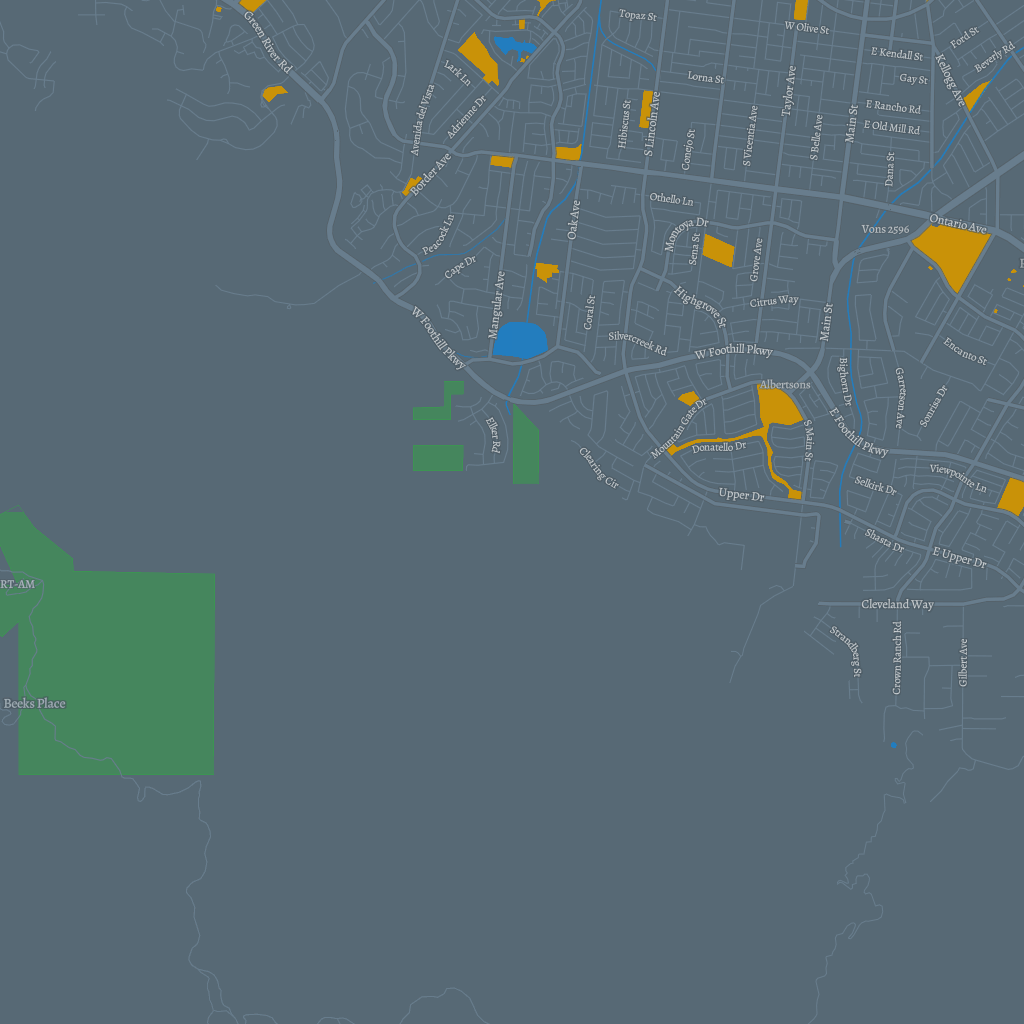 Topaz St
W Olive St
Ford St
Green River Rd
E Kendall St
Beverly Rd
Lark Ln
Lorna St
Kellogg Ave
Gay St
Taylor Ave
Avenida del Vista
Adrienne Dr
Hibiscus St
S Lincoln Ave
E Rancho Rd
Main St
E Old Mill Rd
S Vicentia Ave
S Belle Ave
Conejo St
Dana St
Border Ave
Othello Ln
Oak Ave
Ontario Ave
Peacock Ln
Montoya Dr
Vons 2596
Sena St
Grove Ave
Cape Dr
Mangular Ave
Highgrove St
Citrus Way
Coral St
Main St
W Foothill Pkwy
Silvercreek Rd
W Foothill Pkwy
Encanto St
Bighorn Dr
Albertsons
Garretson Ave
Sonrisa Dr
Mountain Gate Dr
Elker Rd
S Main St
E Foothill Pkwy
Donatello Dr
Clearing Cir
Viewpointe Ln
Selkirk Dr
Upper Dr
Shasta Dr
E Upper Dr
RT-AM
Cleveland Way
Strandberg St
Crown Ranch Rd
Gilbert Ave
Beeks Place